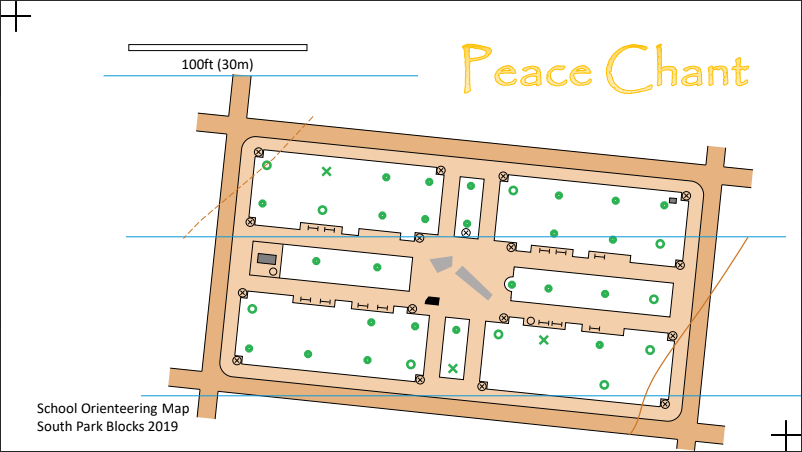 Peace Chant
100ft (30m)
School Orienteering Map
South Park Blocks 2019